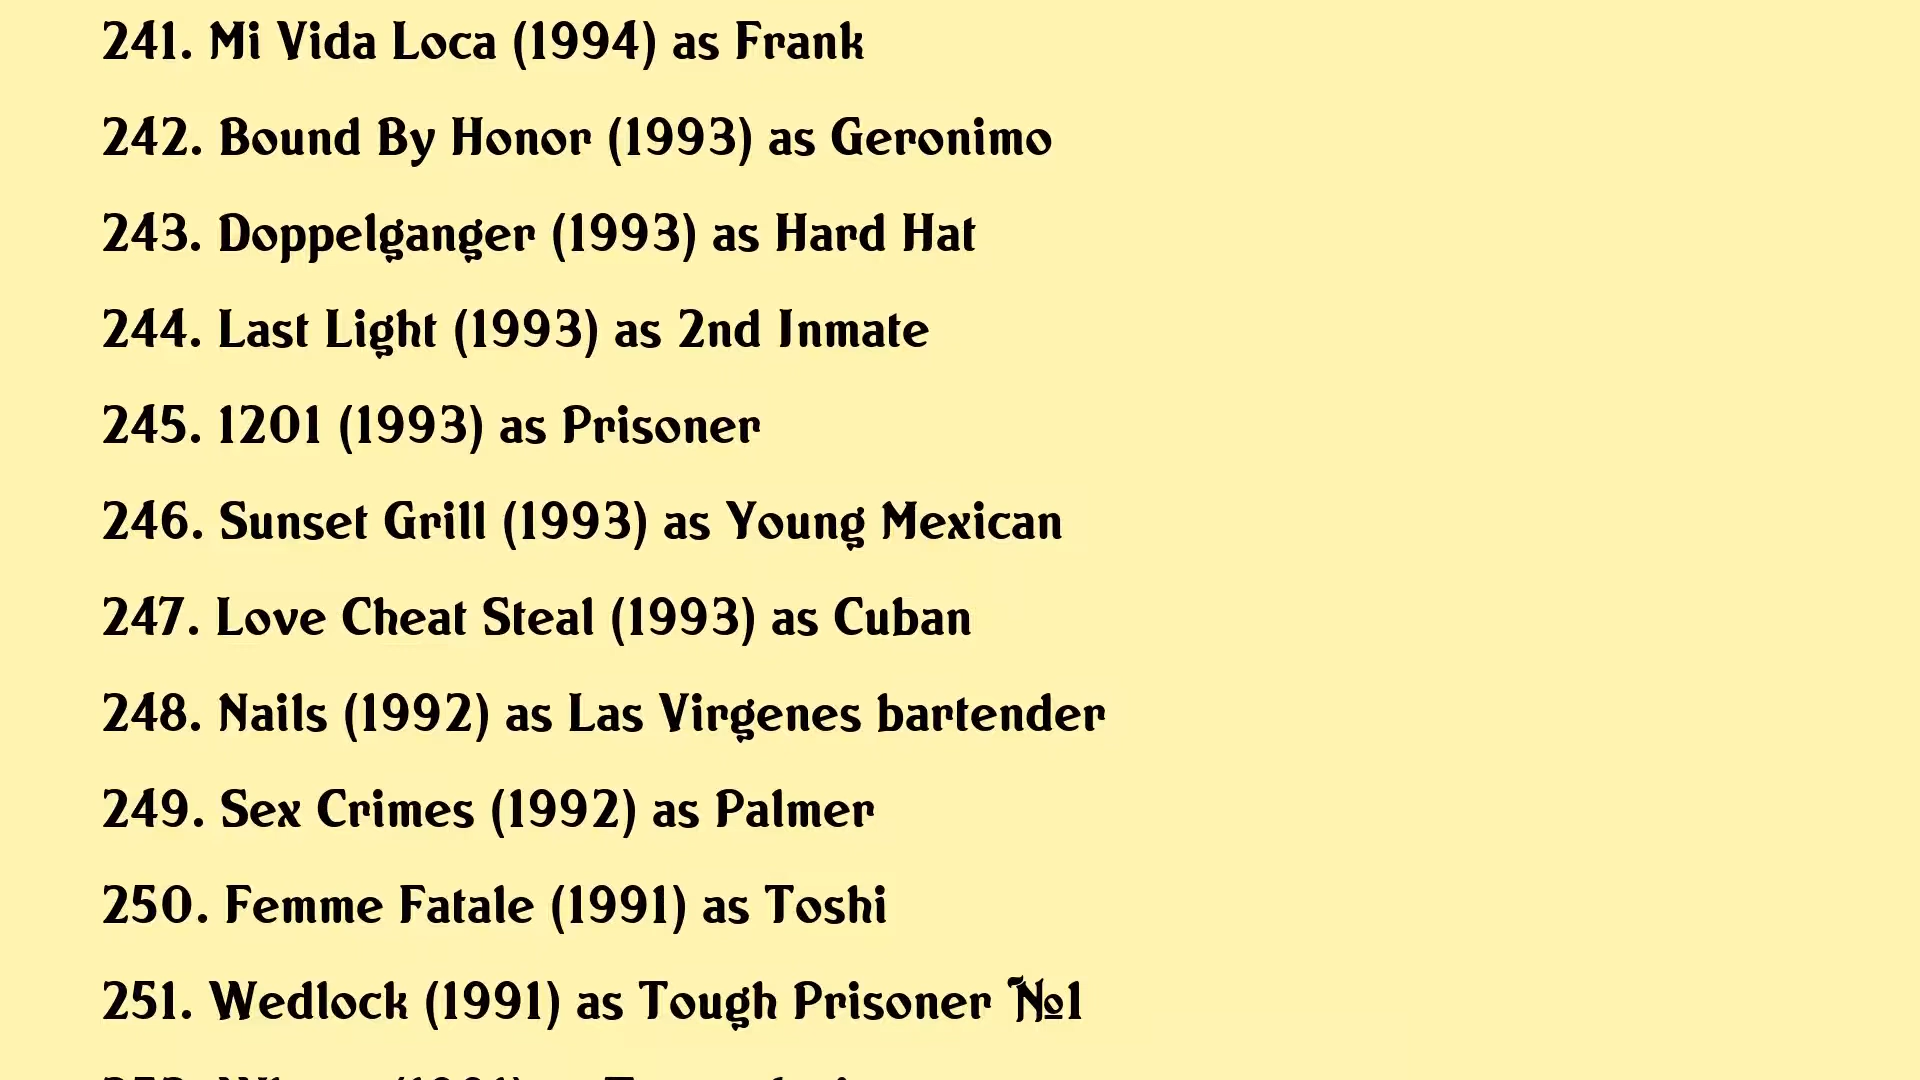 241. Mi Vida Loca (1994) as Frank
242. Bound By Honor (1993) as Geronimo
243. Doppelganger (1993) as Hard Hat
244. Last Light (1993) as 2nd Inmate
245. 1201 (1993) as Prisoner
246. Sunset Grill (1993) as Young Mexican
247. Love Cheat Steal (1993) as Cuban
248. Nails (1992) as Las Virgenes bartender
249. Sex Crimes (1992) as Palmer
250. Femme Fatale (1991) as Toshi
251. Wedlock (1991) as Tough Prisoner №1